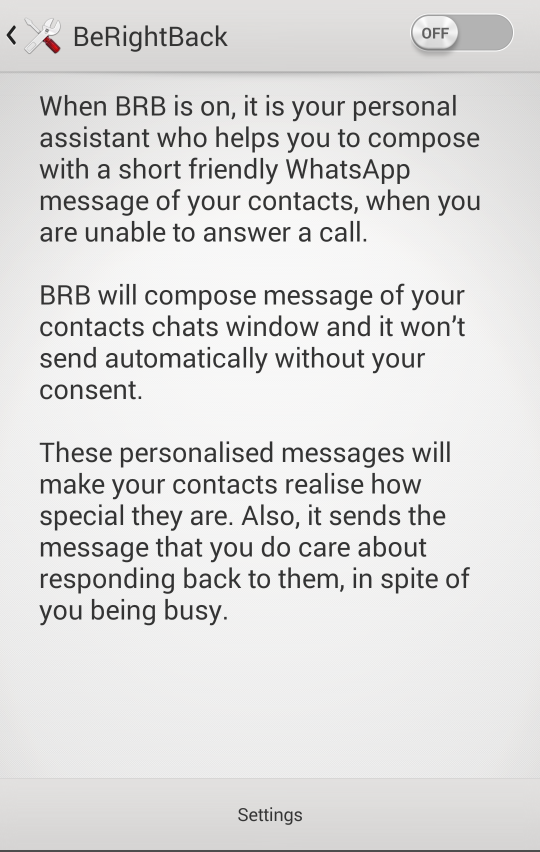 BeRightBack
OFF
When BRB is on, it is your personal
assistant who helps you to compose
with a short friendly WhatsApp
message of your contacts, when you
are unable to answer a call.
BRB will compose message of your
contacts chats window and it won't
send automatically without your
consent.
These personalised messages will
make your contacts realise how
special they are. Also, it sends the
message that you do care about
responding back to them, in spite of
you being busy.
Settings